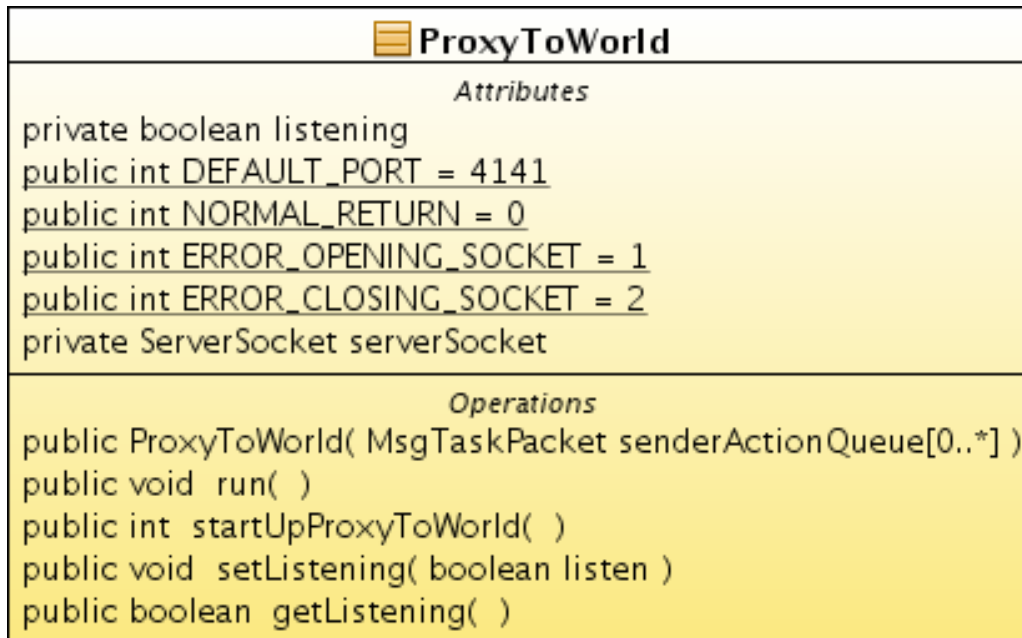 ProxyToWorld
Attributes
private boolean listening
public int DEFAULT_PORT = 4141
public int NORMAL_RETURN = 0
public int ERROR_OPENING_SOCKET = 1
public int ERROR_CLOSING_SOCKET = 2
private ServerSocket serverSocket
Operations
public ProxyToWorld( MsgTaskPacket senderActionQueue[0..*] )
public void  run(  )
public int  startUpProxyToWorld(  )
public void  setListening( boolean listen )
public boolean  getListening(  )